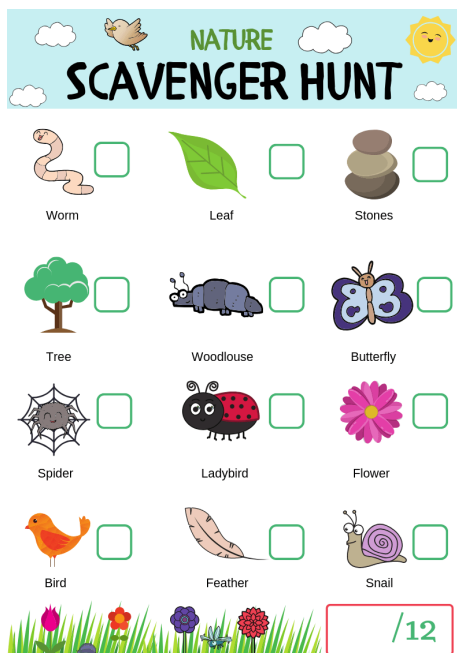 NATURE
SCAVENGER HUNT
Worm
Leaf
Stones
Tree
Woodlouse
Butterfly
Spider
Ladybird
Flower
Bird
Feather
Snail
/12